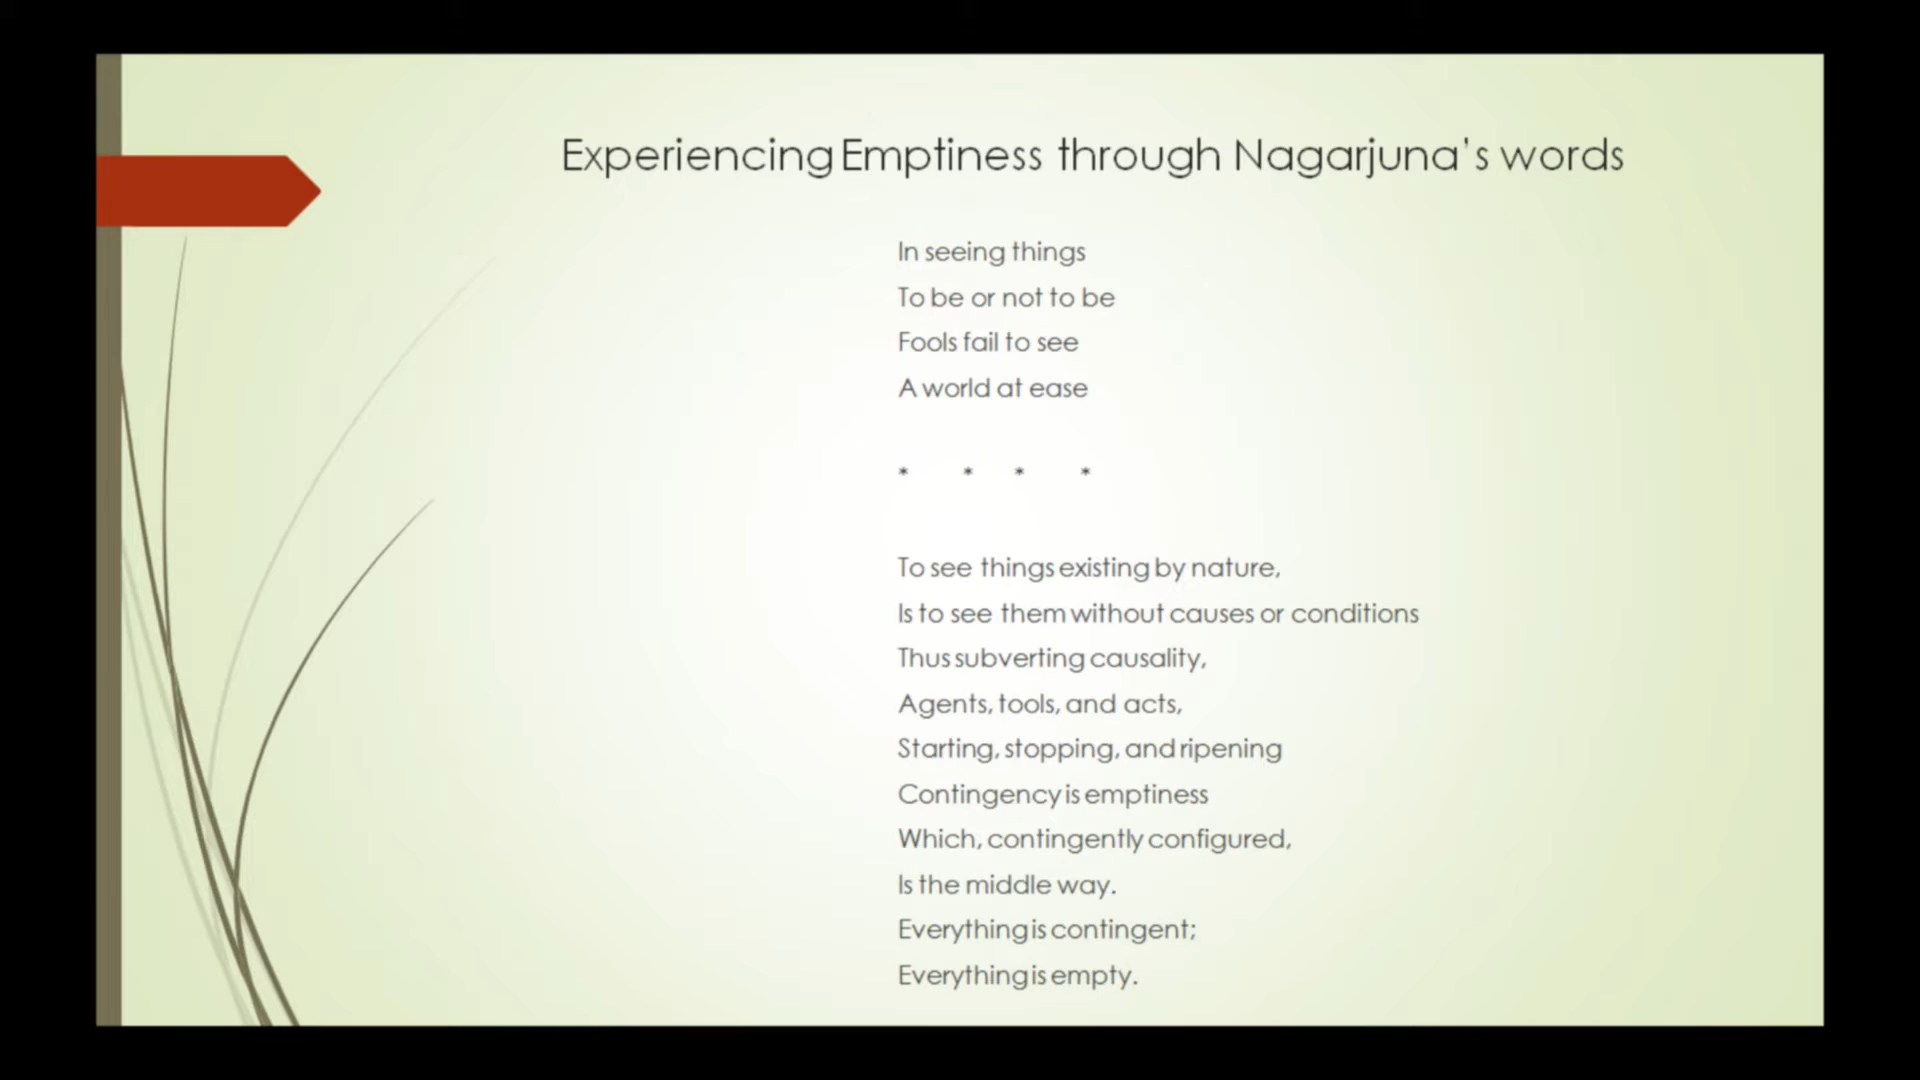 Experiencing Emptiness through Nagarjuna's words
In seeing things
To be or not to be
Fools fail to see
A world at ease
* * * *
To see things existing by nature,
Is to see them without causes or conditions
Thus subverting causality,
Agents, tools, and acts,
Starting, stopping, and ripening
Contingency is emptiness
Which, contingently configured,
Is the middle way.
Everything is contingent;
Everything is empty.